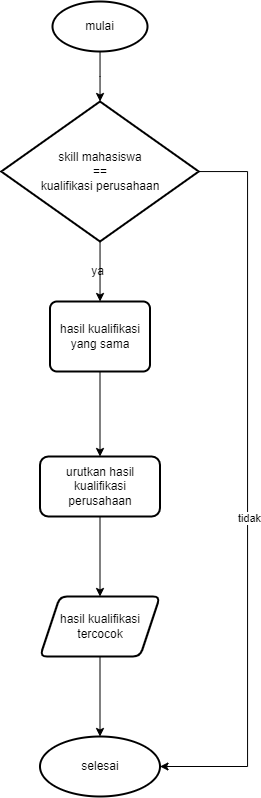 mulai
skill mahasiswa
==
kualifikasi perusahaan
ya
hasil kualifikasi
yang sama
urutkan hasil
kualifikasi
perusahaan
tidak
hasil kualifikasi
tercocok
selesai